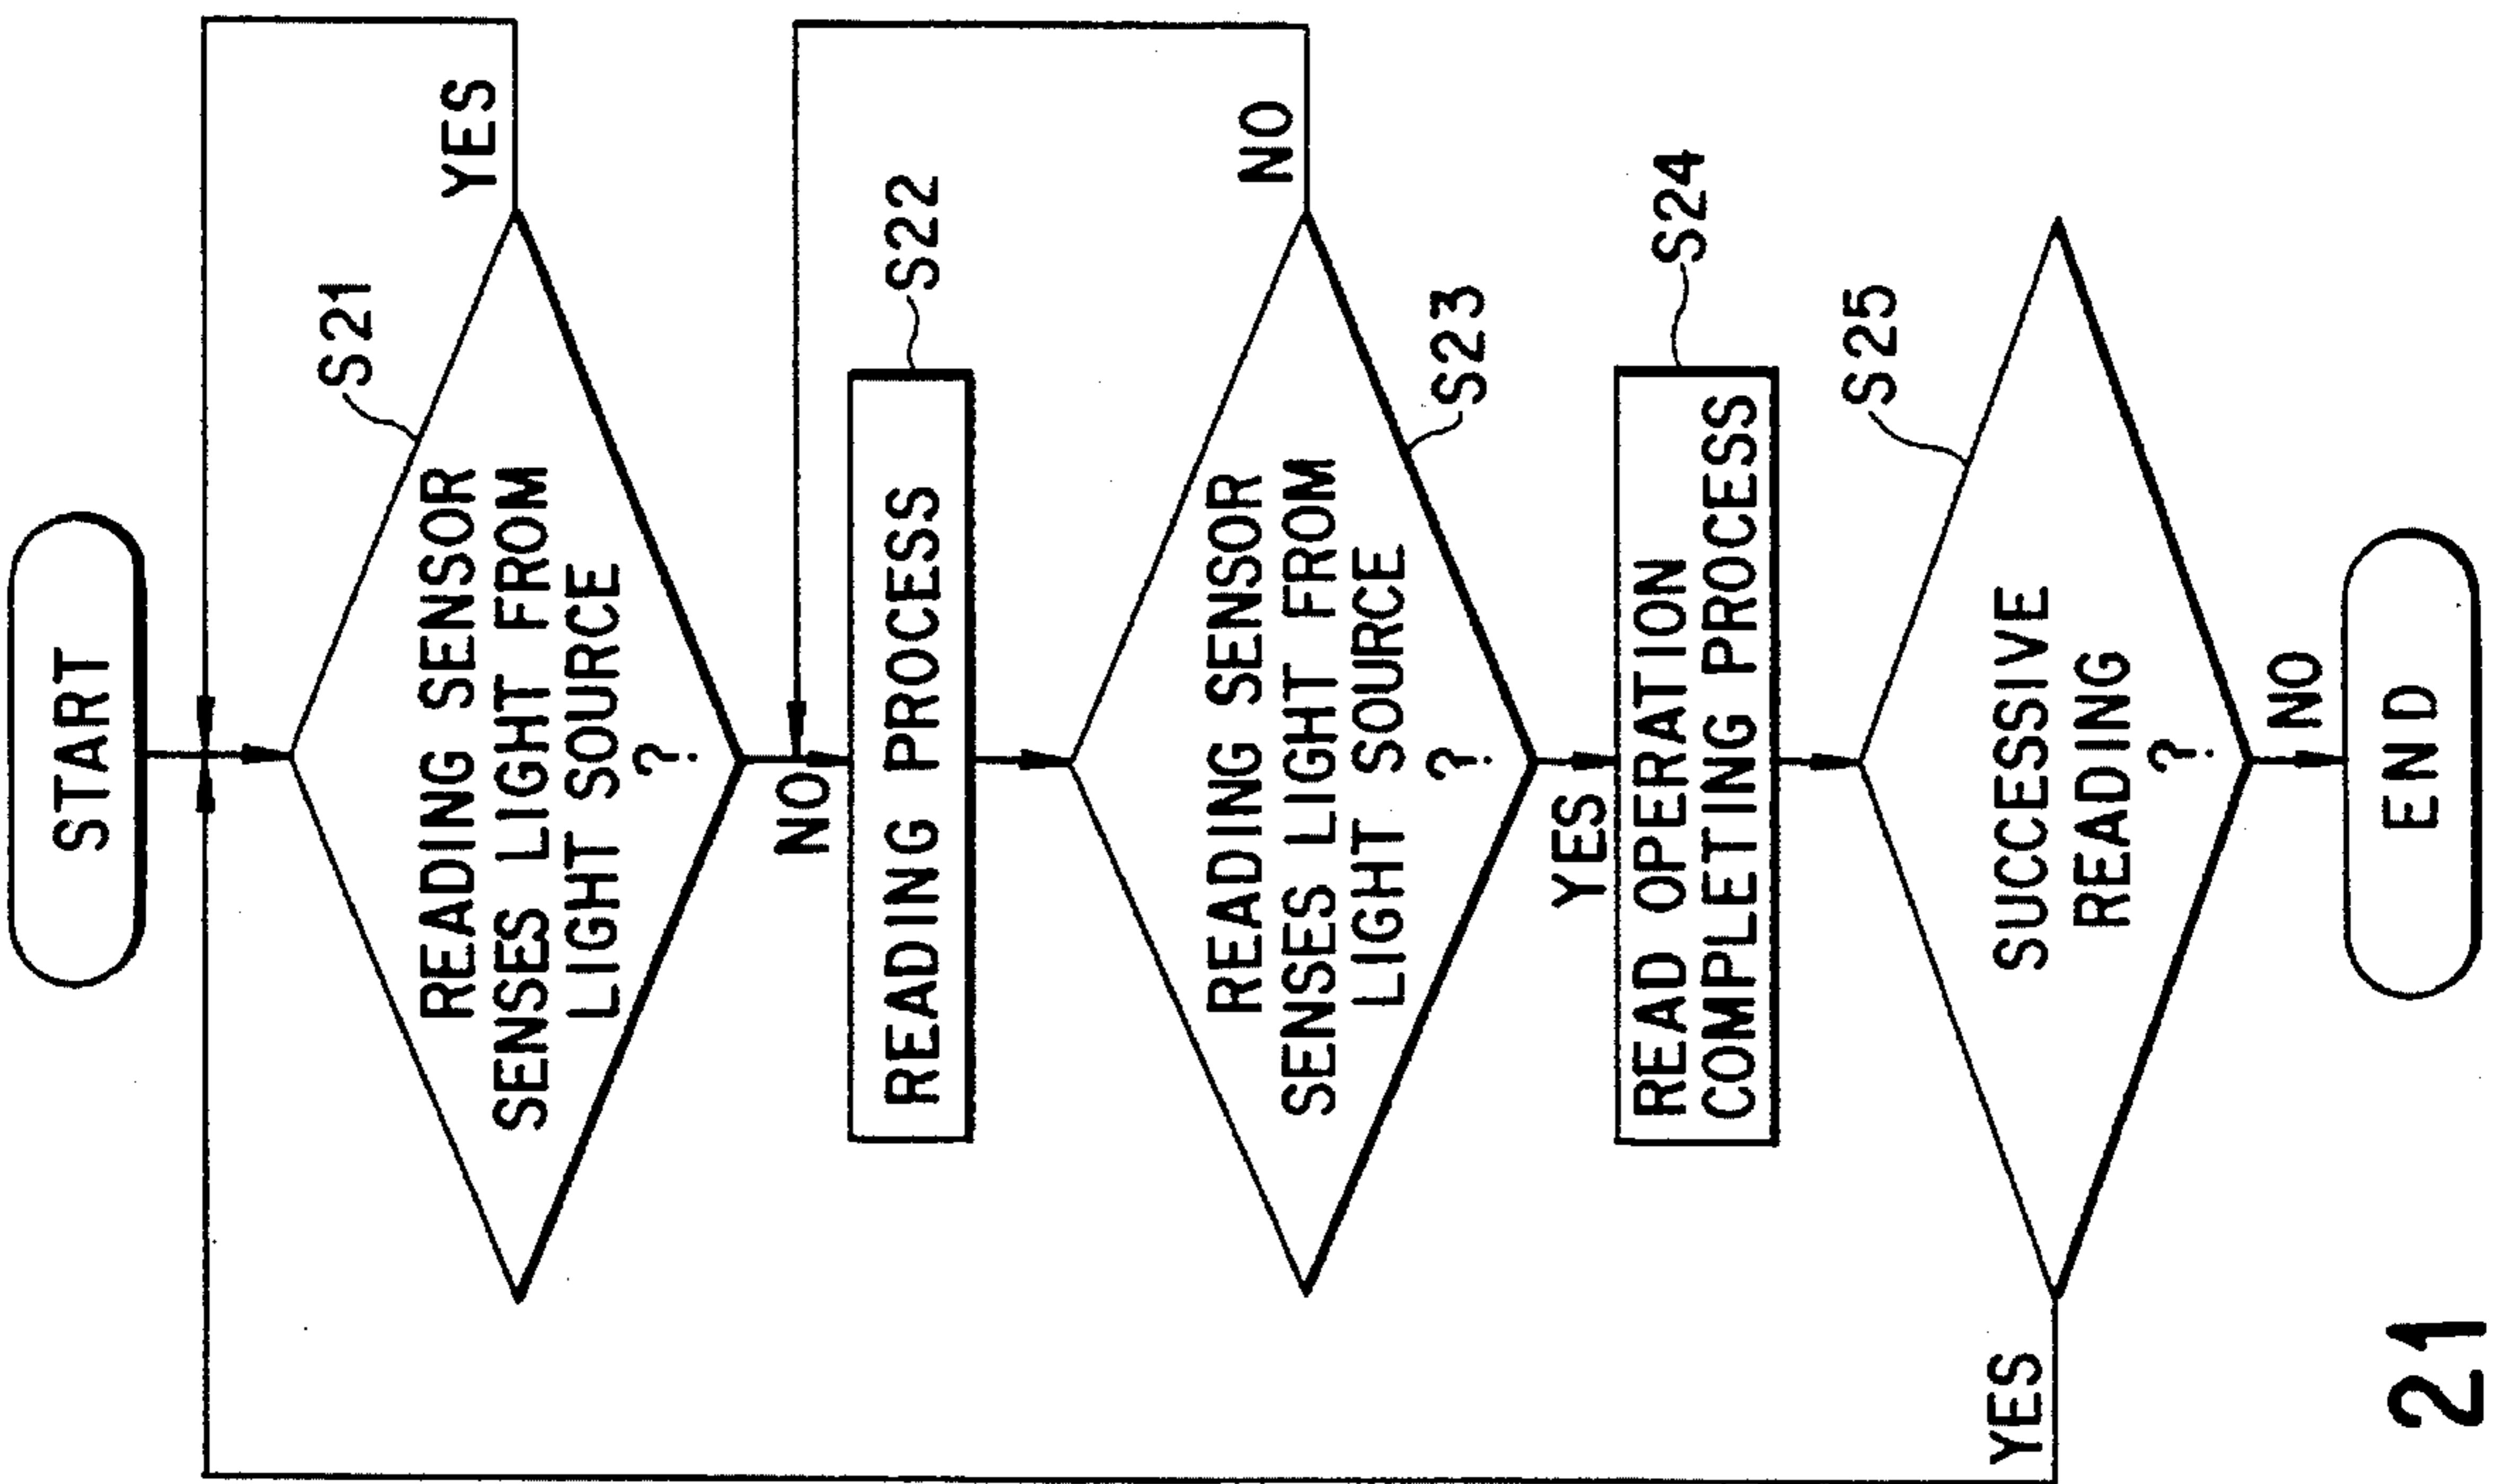 START
S21
READING SENSOR
SENSES LIGHT FROM
LIGHT SOURCE
?
YES
NO
S22
READING PROCESS
READING SENSOR
SENSES LIGHT FROM
LIGHT SOURCE
?
NO
S23
YES
S24
READ OPERATION
COMPLETING PROCESS
S25
SUCCESSIVE
READING
?
YES
NO
END
21